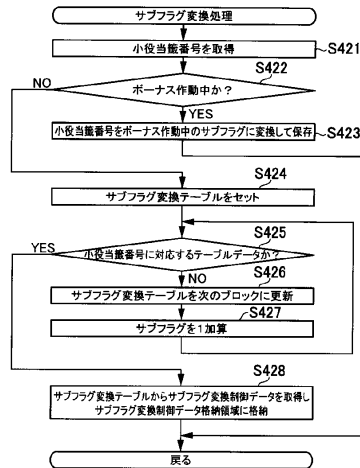 サブフラグ変換処理
小役当籤番号を取得
S421
S422
ボーナス作動中か?
NO
YES
小役当籤番号をボーナス作動中のサブフラグに変換して保存
S423
S424
サブフラグ変換テーブルをセット
S425
小役当籤番号に対応するテーブルデータか?
YES
NO
S426
サブフラグ変換テーブルを次のブロックに更新
S427
サブフラグを1加算
S428
サブフラグ変換テーブルからサブフラグ変換制御データを取得し
サブフラグ変換制御データ格納領域に格納
戻る